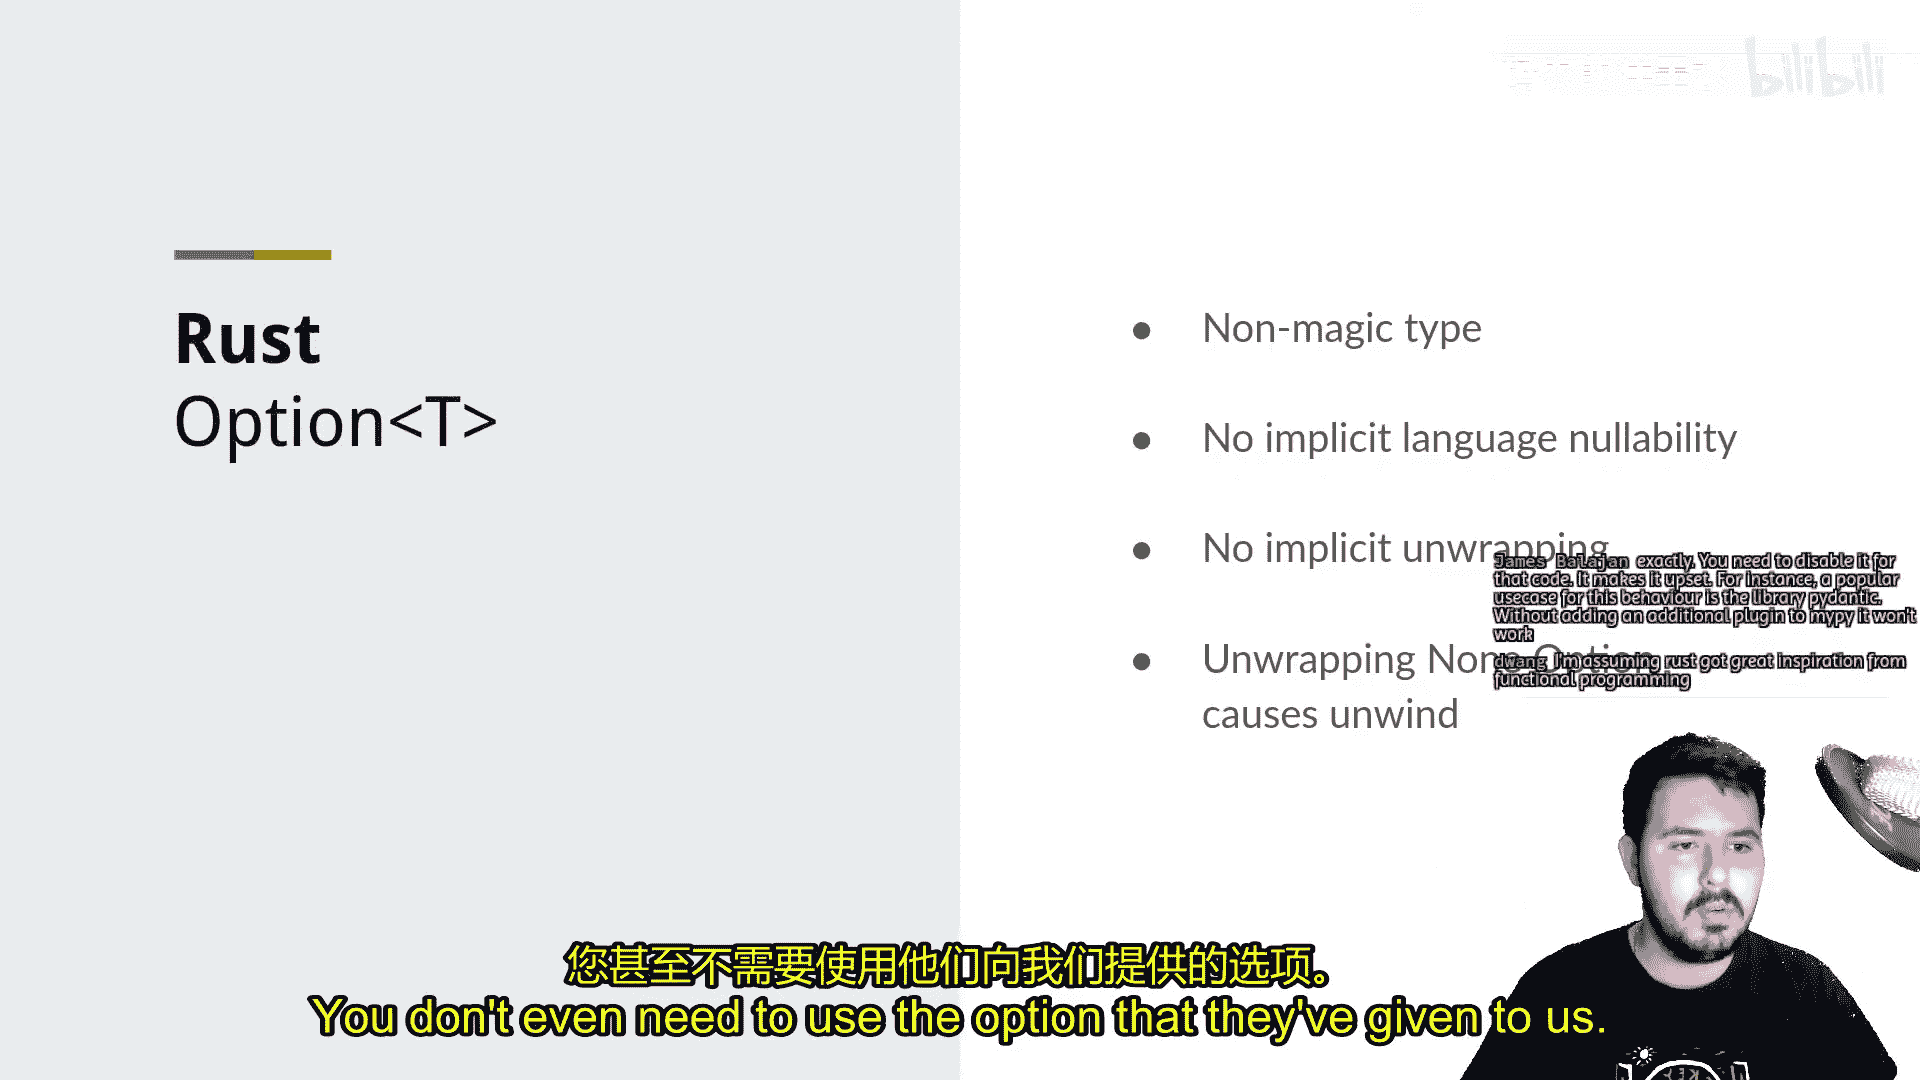 bilibili
Rust
Option<T>
● Non-magic type
● No implicit language nullability
● No implicit unwrapping
● Unwrapping None Option
causes unwind
James Balajan exactly. You need to disable it for
that code. It makes it upset. For instance, a popular
usecase for this behaviour is the library pydantic.
Without adding an additional plugin to mypy it won't
work
dwang I'm assuming rust got great inspiration from
functional programming
您甚至不需要使用他们向我们提供的选项。
You don't even need to use the option that they've given to us.